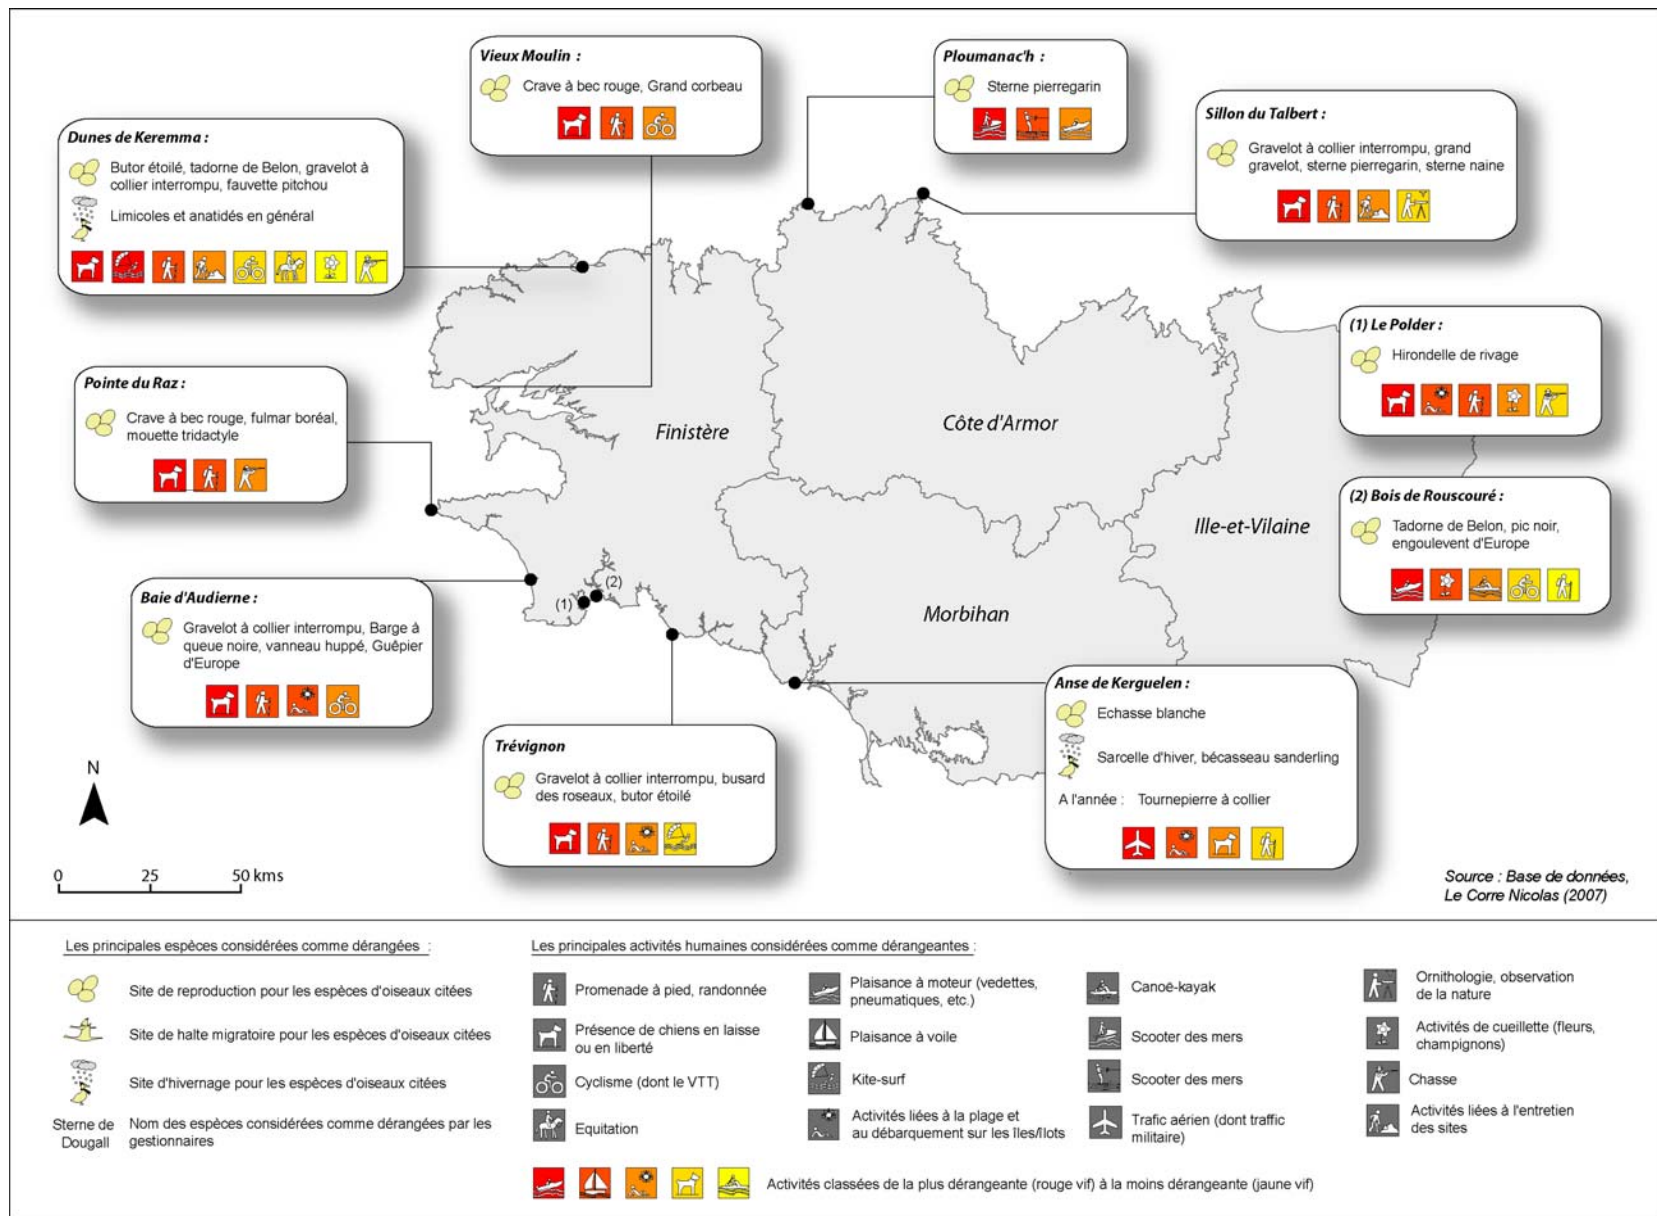 Vieux Moulin :
Crave à bec rouge, Grand corbeau
Ploumanac'h :
Sterne pierregarin
Sillon du Talbert :
Gravelot à collier interrompu, grand
gravelot, sterne pierregarin, sterne naine
Dunes de Keremma :
Butor étoilé, tadorne de Belon, gravelot à
collier interrompu, fauvette pitchou
Limicoles et anatidés en général
(1) Le Polder :
Hirondelle de rivage
Pointe du Raz :
Crave à bec rouge, fulmar boréal,
mouette tridactyle
Finistère
Côte d'Armor
(2) Bois de Rouscouré :
Tadorne de Belon, pic noir,
engoulevent d'Europe
Ille-et-Vilaine
Morbihan
(1)
(2)
Baie d'Audierne :
Gravelot à collier interrompu, Barge à
queue noire, vanneau huppé, Guêpier
d'Europe
Anse de Kerguelen :
Echasse blanche
Sarcelle d'hiver, bécasseau sanderling
A l'année : Tournepierre à collier
Trévignon
Gravelot à collier interrompu, busard
des roseaux, butor étoilé
N
0 25 50 kms
Source : Base de données,
Le Corre Nicolas (2007)
Les principales espèces considérées comme dérangées :
Site de reproduction pour les espèces d'oiseaux citées
Site de halte migratoire pour les espèces d'oiseaux citées
Site d'hivernage pour les espèces d'oiseaux citées
Sterne de
Dougall
Nom des espèces considérées comme dérangées par les
gestionnaires
Les principales activités humaines considérées comme dérangeantes :
Promenade à pied, randonnée
Présence de chiens en laisse
ou en liberté
Cyclisme (dont le VTT)
Equitation
Plaisance à moteur (vedettes,
pneumatiques, etc.)
Plaisance à voile
Kite-surf
Activités liées à la plage et
au débarquement sur les îles/îlots
Canoë-kayak
Scooter des mers
Scooter des mers
Trafic aérien (dont traffic
militaire)
Ornithologie, observation
de la nature
Activités de cueillette (fleurs,
champignons)
Chasse
Activités liées à l'entretien
des sites
Activités classées de la plus dérangeante (rouge vif) à la moins dérangeante (jaune vif)